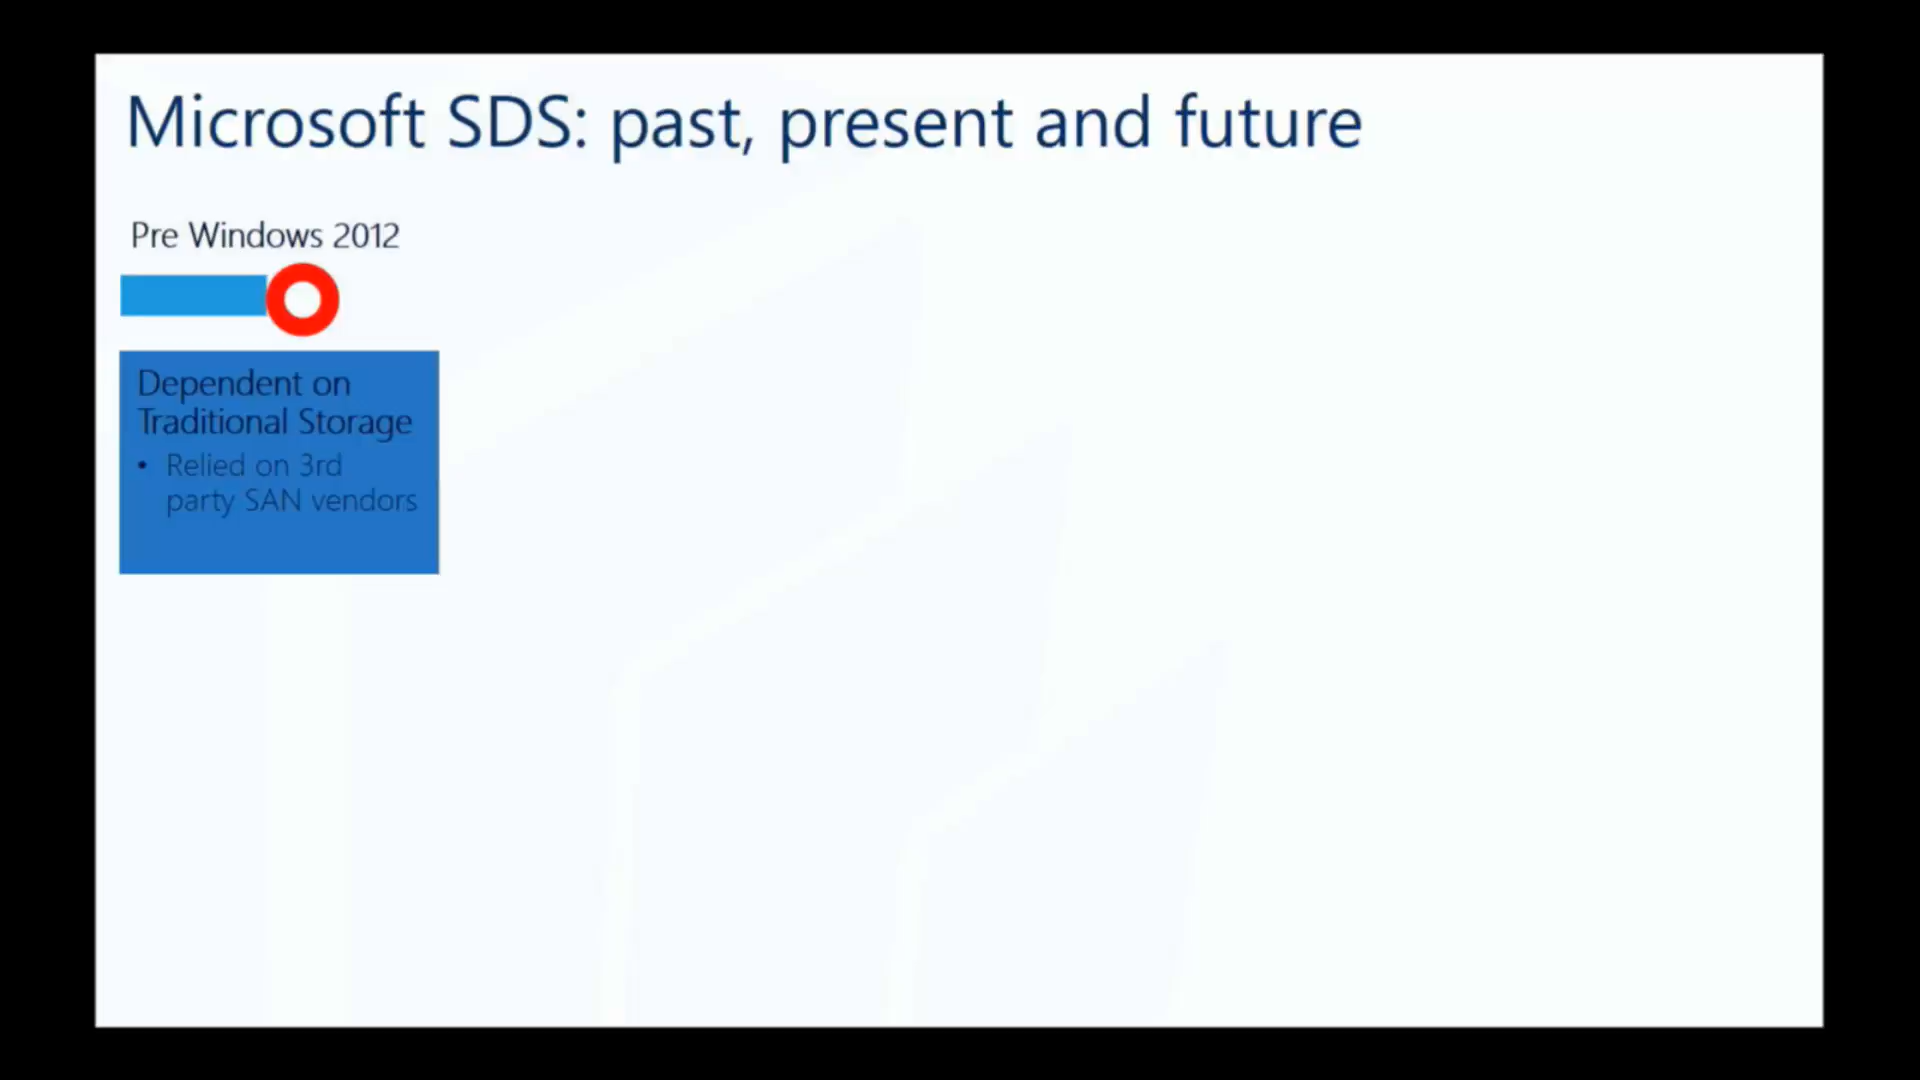 Microsoft SDS: past, present and future
Pre Windows 2012
Dependent on
Traditional Storage
• Relied on 3rd
party SAN vendors